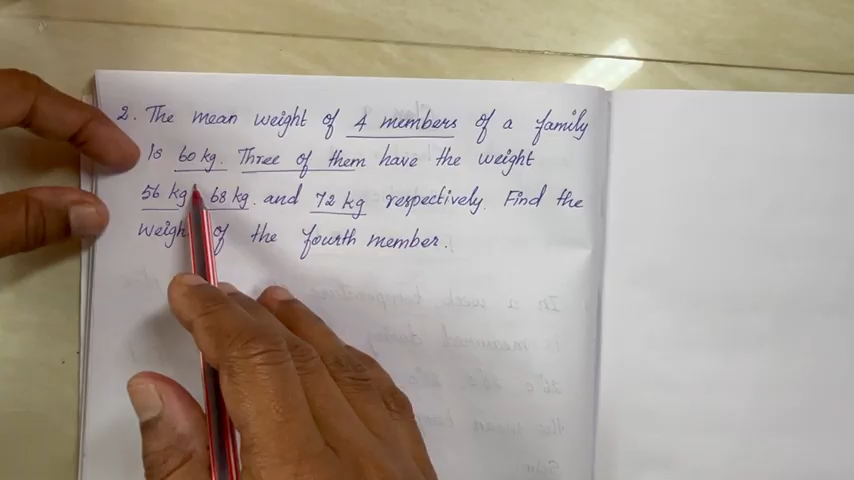 2. The mean weight of 4 members of a family
is 60 kg. Three of them have the weight
56 kg, 68 kg. and 72 kg respectively. Find the
weight of the fourth member.